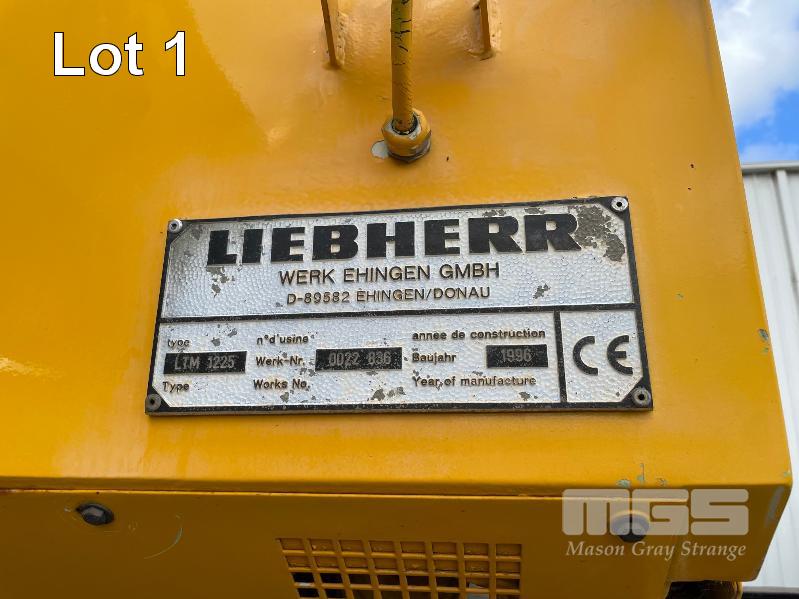 Lot 1
LIEBHERR
WERK EHINGEN GMBH
D-89582 EHINGEN/DONAU
type n°d'usine annee de construction
LTM 1225 Werk-Nr. 0022 836 Baujahr 1996
Type Works No. Year of manufacture
CE
MGS
Mason Gray Strange